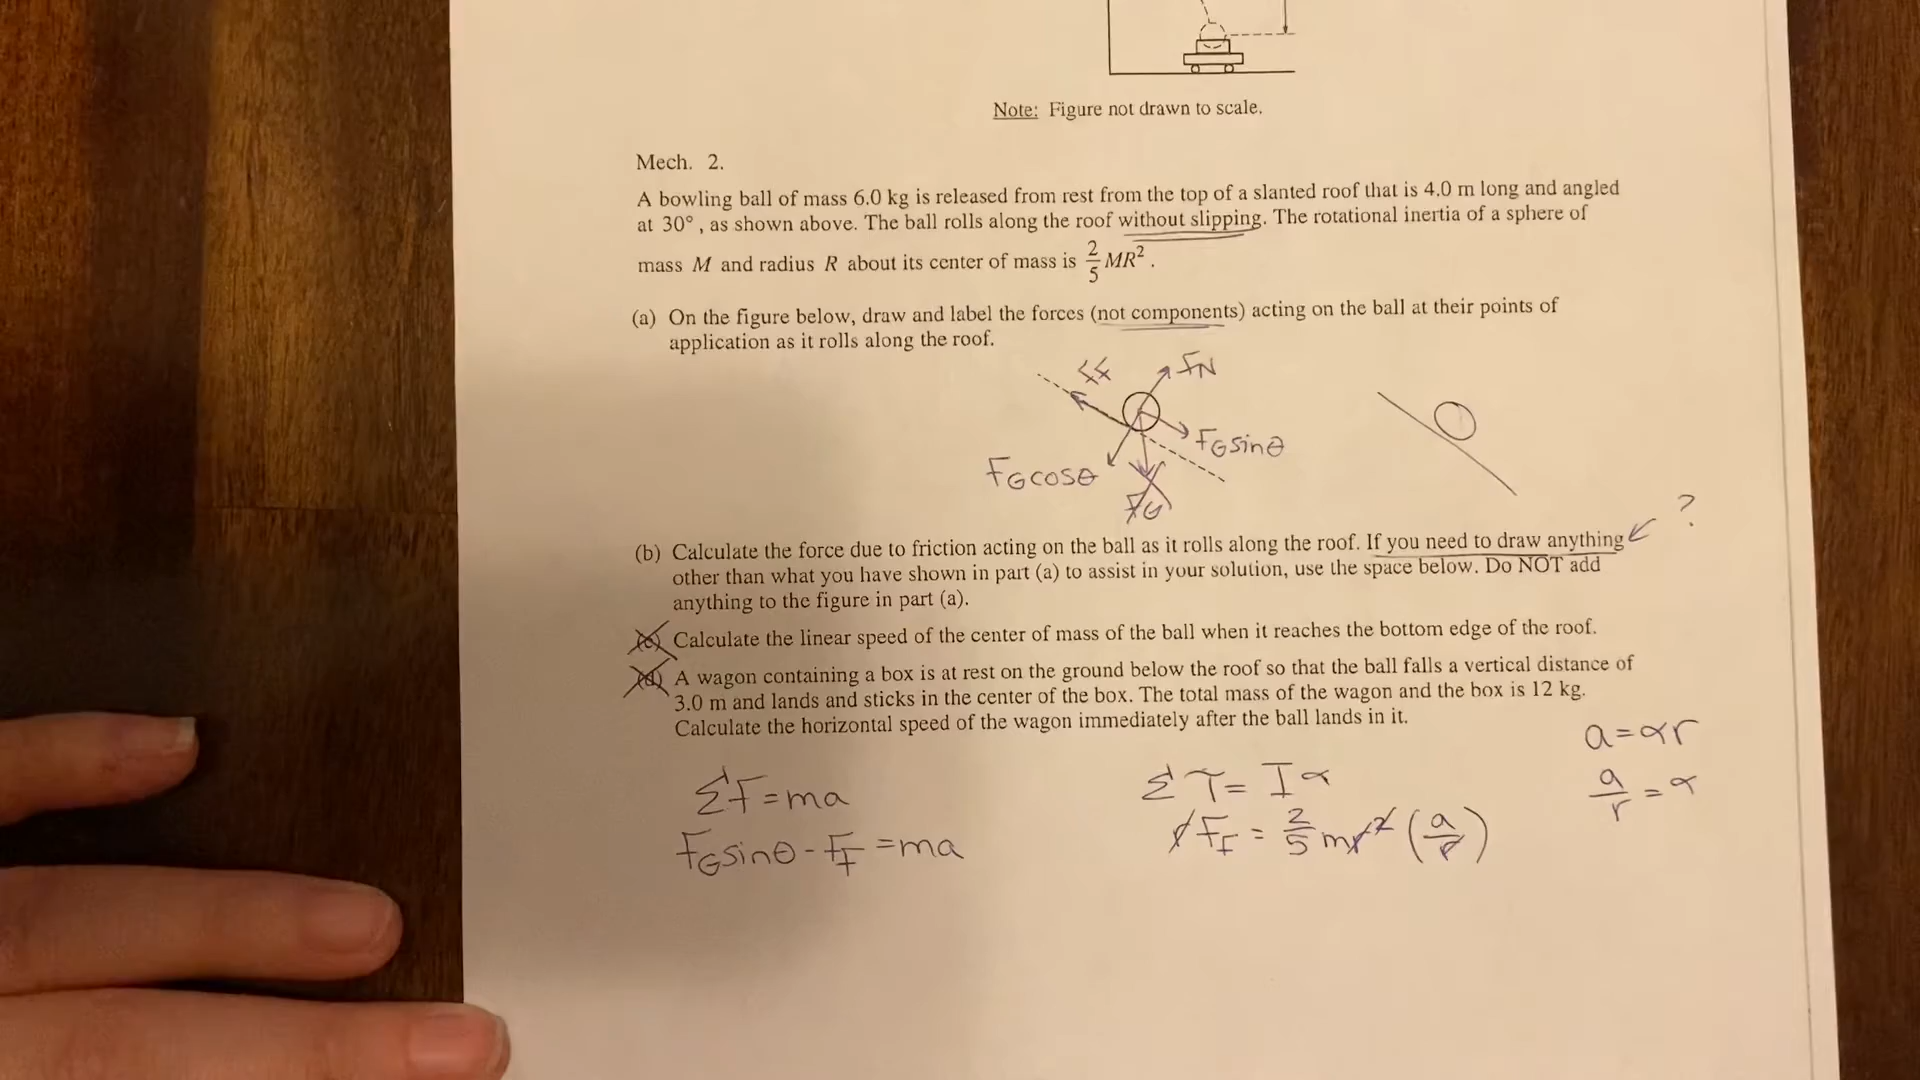 Note: Figure not drawn to scale.
Mech. 2.
A bowling ball of mass 6.0 kg is released from rest from the top of a slanted roof that is 4.0 m long and angled
at 30°, as shown above. The ball rolls along the roof without slipping. The rotational inertia of a sphere of
mass M and radius R about its center of mass is 2/5 MR².
(a) On the figure below, draw and label the forces (not components) acting on the ball at their points of
application as it rolls along the roof.
Ff
FN
FG sinθ
FG cosθ
FG
?
(b) Calculate the force due to friction acting on the ball as it rolls along the roof. If you need to draw anything
other than what you have shown in part (a) to assist in your solution, use the space below. Do NOT add
anything to the figure in part (a).
(c) Calculate the linear speed of the center of mass of the ball when it reaches the bottom edge of the roof.
(d) A wagon containing a box is at rest on the ground below the roof so that the ball falls a vertical distance of
3.0 m and lands and sticks in the center of the box. The total mass of the wagon and the box is 12 kg.
Calculate the horizontal speed of the wagon immediately after the ball lands in it.
a = αr
a/r = α
ΣF = ma
FG sinθ - Ff = ma
Στ = Iα
rFf = 2/5 mr² (a/r)